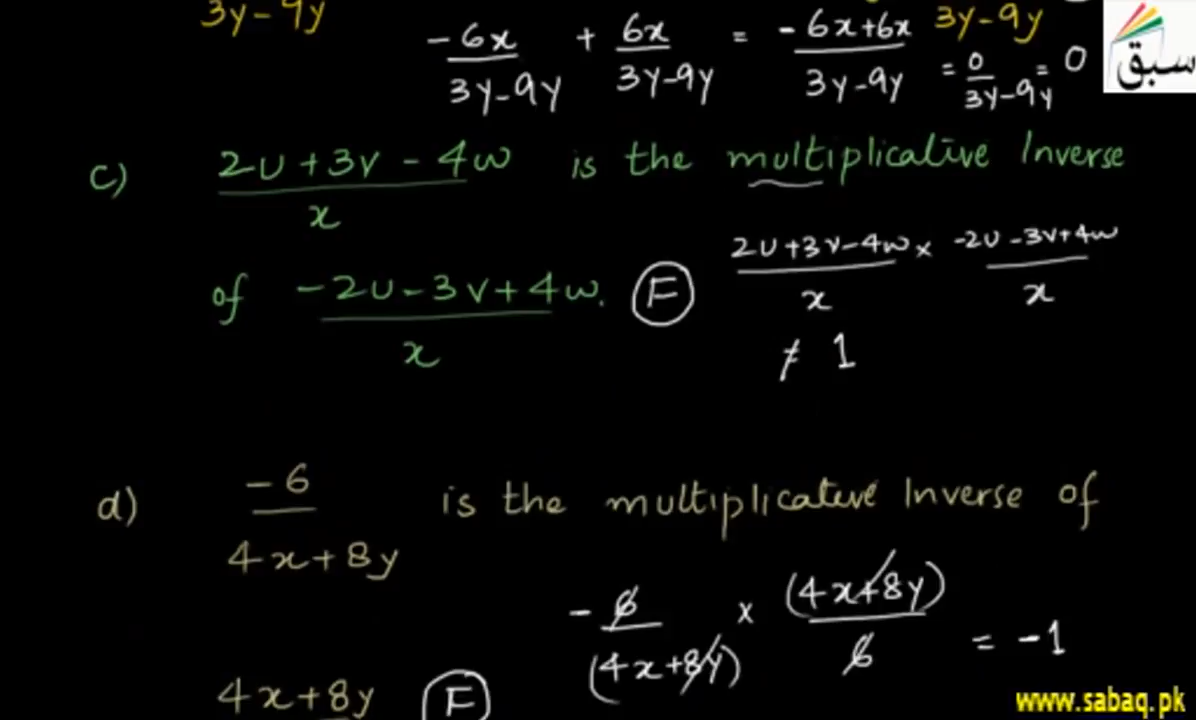 3y-9y
-6x/3y-9y + 6x/3y-9y = -6x+6x/3y-9y = 0/3y-9y = 0
3y-9y
سبق
c) 2u+3v-4w/x is the multiplicative Inverse
of -2u-3v+4w/x. F
2u+3v-4w/x × -2u-3v+4w/x
≠ 1
d) -6/4x+8y is the multiplicative Inverse of
-6/(4x+8y) × (4x+8y)/6 = -1
4x+8y F
www.sabaq.pk